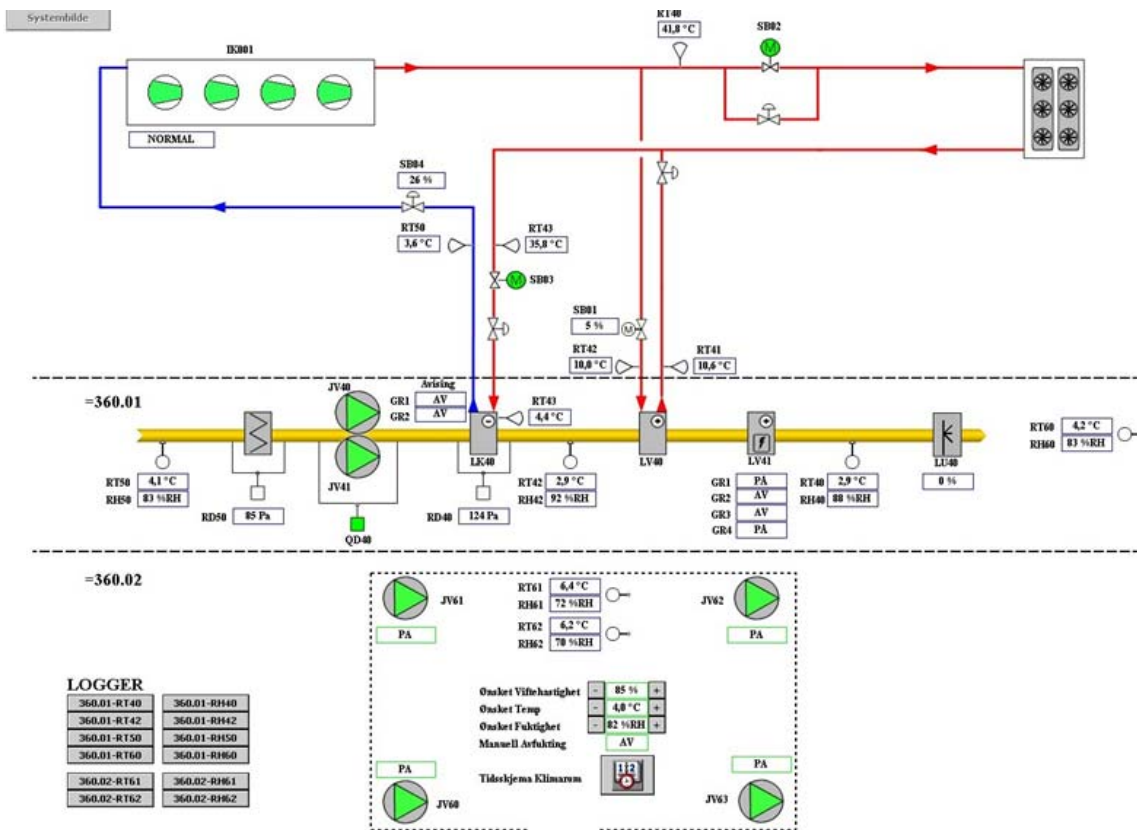 Systembilde
RT40
41,8 °C
SB02
M
IK001
NORMAL
SB04
26 %
RT50
3,6 °C
RT43
35,8 °C
M
SB03
SB01
M
5 %
RT42
10,0 °C
RT41
10,6 °C
=360.01
JV40
JV41
Avising
GR1 AV
GR2 AV
RT43
4,4 °C
LK40
LV40
LV41
LU40
0 %
RT60 4,2 °C
RH60 83 %RH
RT50 4,1 °C
RH50 83 %RH
RD50 85 Pa
QD40
RD40 124 Pa
RT42 2,9 °C
RH42 92 %RH
GR1 PÅ
GR2 AV
GR3 AV
GR4 PÅ
RT40 2,9 °C
RH40 88 %RH
=360.02
JV61
PA
RT61 6,4 °C
RH61 72 %RH
RT62 6,2 °C
RH62 70 %RH
JV62
PA
LOGGER
360.01-RT40 360.01-RH40
360.01-RT42 360.01-RH42
360.01-RT50 360.01-RH50
360.01-RT60 360.01-RH60
360.02-RT61 360.02-RH61
360.02-RT62 360.02-RH62
Ønsket Viftehastighet - 85 % +
Ønsket Temp - 4,0 °C +
Ønsket Fuktighet - 82 %RH +
Manuell Avfukting AV
Tidsskjema Klimarom
12
PA
JV60
PA
JV63